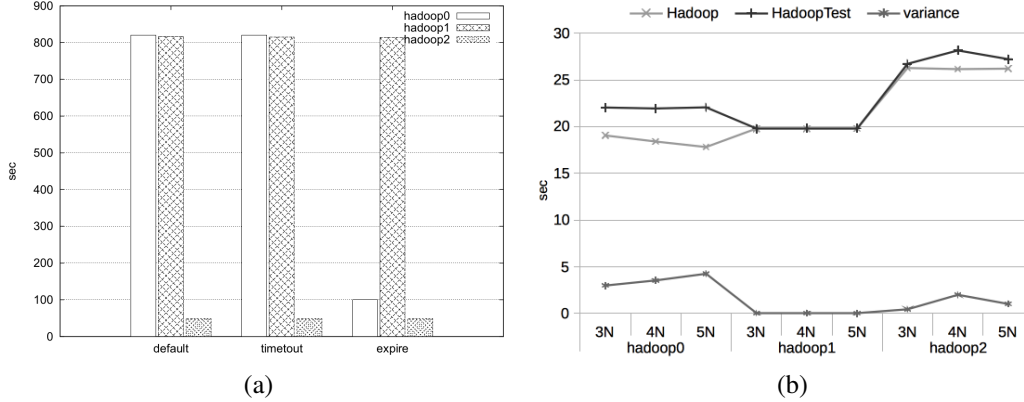 hadoop0
hadoop1
hadoop2
900
800
700
600
500
400
300
200
100
0
sec
default
timetout
expire
(a)
Hadoop HadoopTest variance
30
25
20
15
10
5
0
sec
3N 4N 5N 3N 4N 5N 3N 4N 5N
hadoop0 hadoop1 hadoop2
(b)